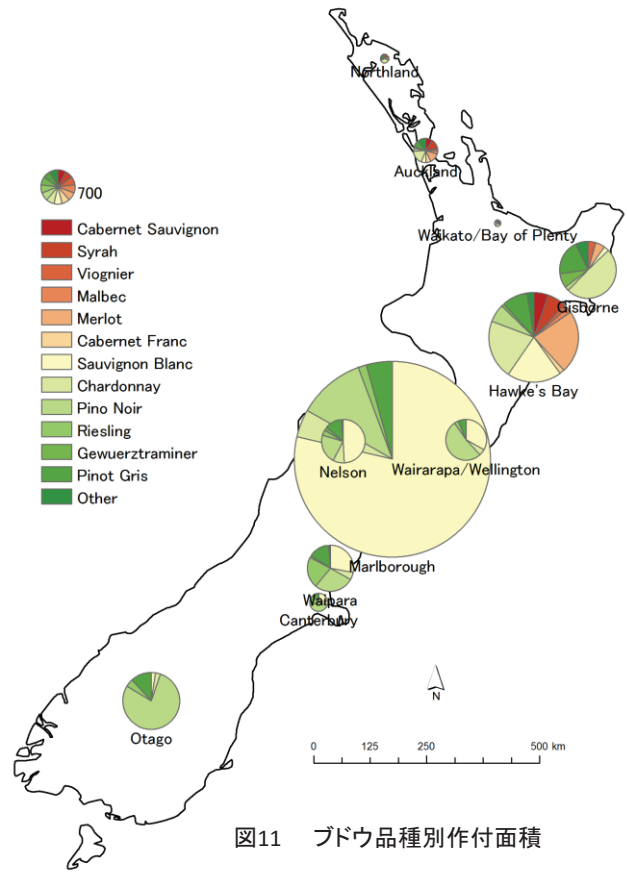 Northland
Auckland
Waikato/Bay of Plenty
Gisborne
Hawke's Bay
Nelson
Wairarapa/Wellington
Marlborough
Waipara
Canterbury
Otago
700
Cabernet Sauvignon
Syrah
Viognier
Malbec
Merlot
Cabernet Franc
Sauvignon Blanc
Chardonnay
Pino Noir
Riesling
Gewuerztraminer
Pinot Gris
Other
N
0 125 250 500 km
図11 ブドウ品種別作付面積